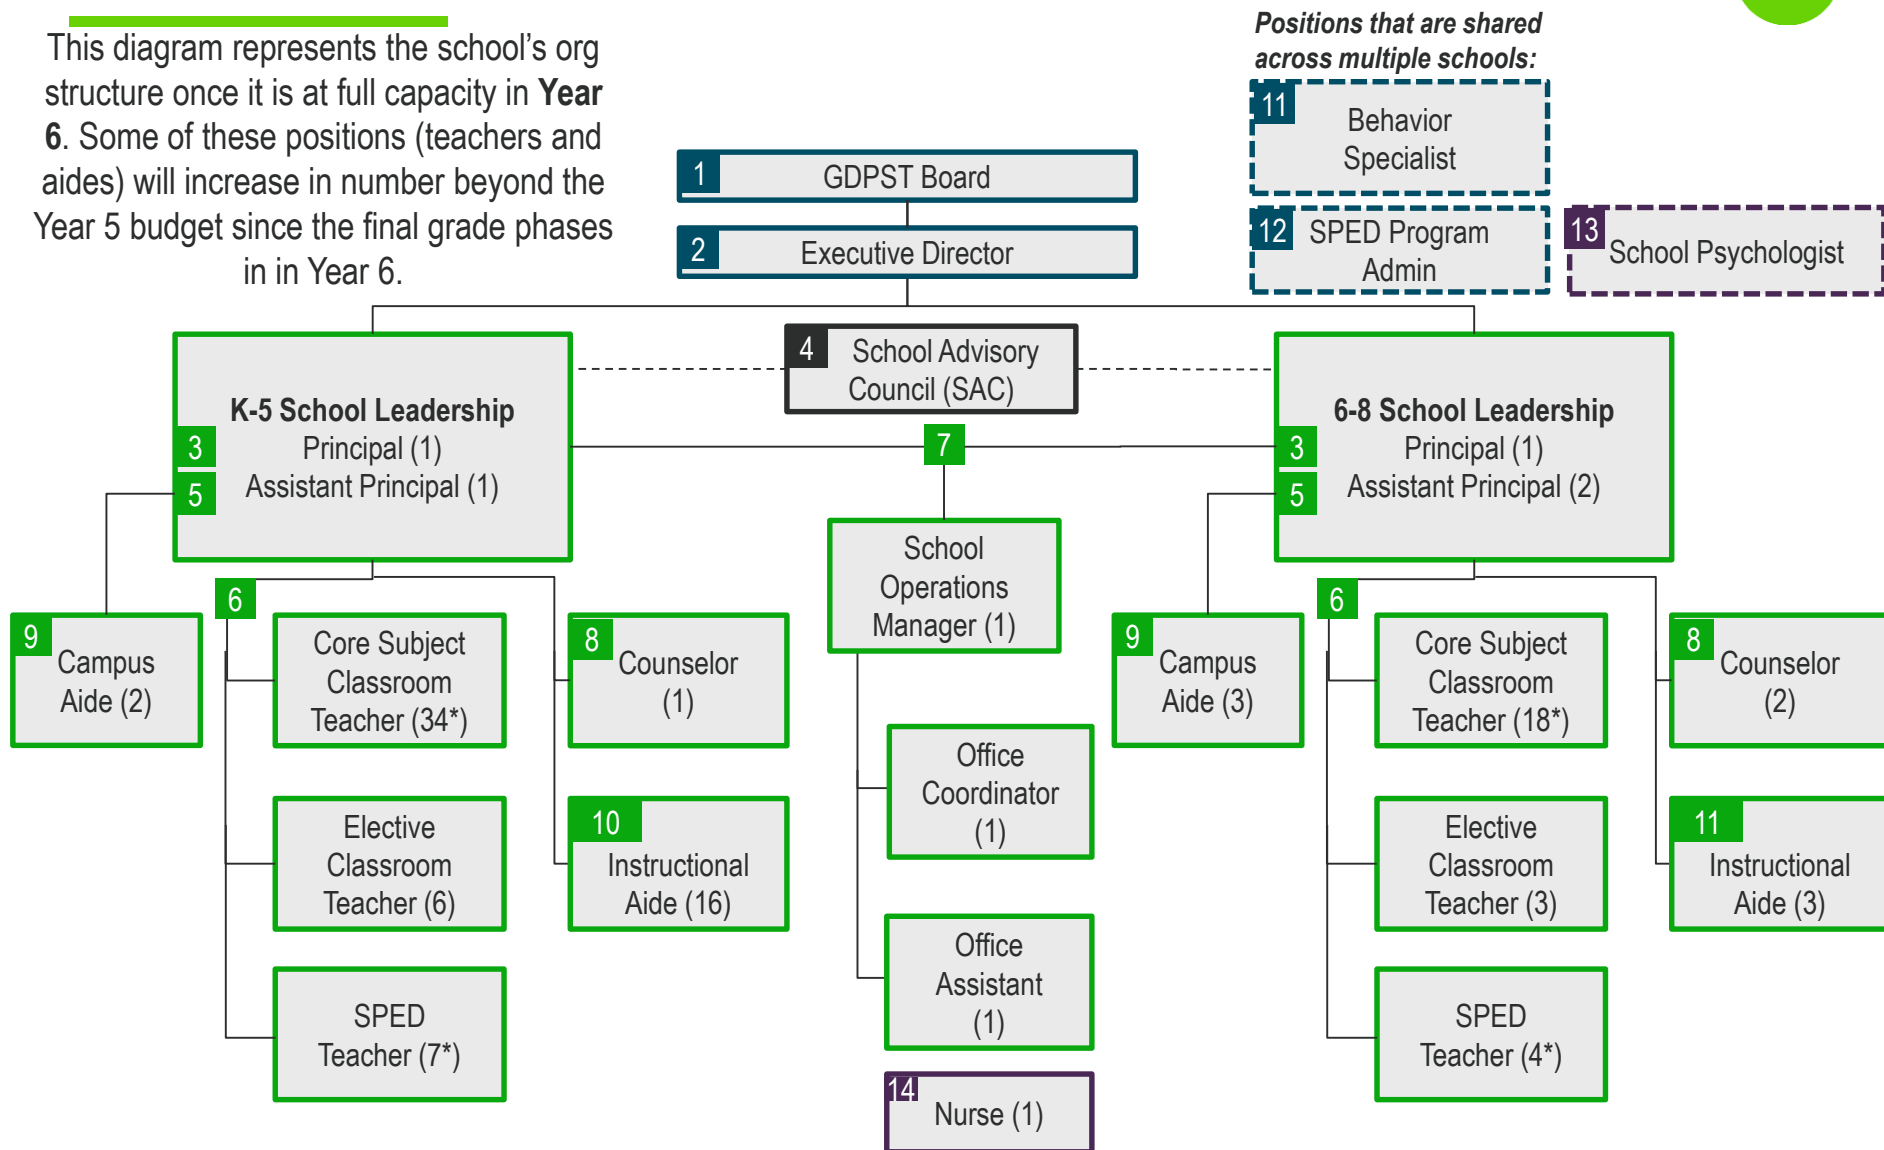 This diagram represents the school's org
structure once it is at full capacity in Year
6. Some of these positions (teachers and
aides) will increase in number beyond the
Year 5 budget since the final grade phases
in in Year 6.
Positions that are shared
across multiple schools:
11
Behavior
Specialist
1
GDPST Board
2
Executive Director
12
SPED Program
Admin
13
School Psychologist
4
School Advisory
Council (SAC)
K-5 School Leadership
3
Principal (1)
Assistant Principal (1)
5
7
6-8 School Leadership
3
Principal (1)
Assistant Principal (2)
5
School
Operations
Manager (1)
6
9
Campus
Aide (2)
Core Subject
Classroom
Teacher (34*)
8
Counselor
(1)
Elective
Classroom
Teacher (6)
10
Instructional
Aide (16)
SPED
Teacher (7*)
Office
Coordinator
(1)
Office
Assistant
(1)
14
Nurse (1)
6
9
Campus
Aide (3)
Core Subject
Classroom
Teacher (18*)
8
Counselor
(2)
Elective
Classroom
Teacher (3)
11
Instructional
Aide (3)
SPED
Teacher (4*)